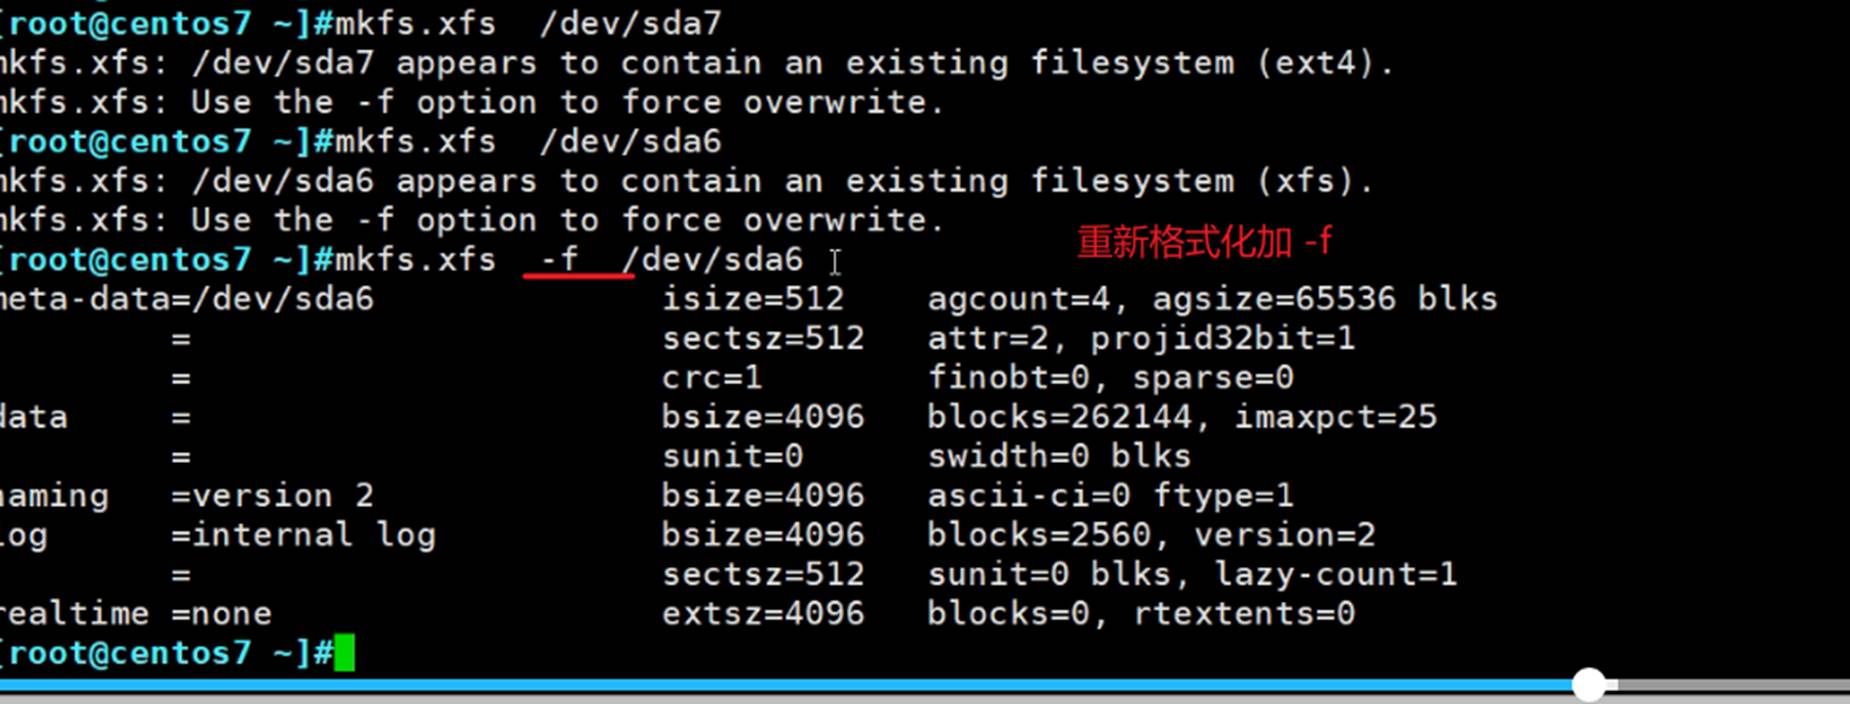 [root@centos7 ~]#mkfs.xfs  /dev/sda7
mkfs.xfs: /dev/sda7 appears to contain an existing filesystem (ext4).
mkfs.xfs: Use the -f option to force overwrite.
[root@centos7 ~]#mkfs.xfs  /dev/sda6
mkfs.xfs: /dev/sda6 appears to contain an existing filesystem (xfs).
mkfs.xfs: Use the -f option to force overwrite.
重新格式化加 -f
[root@centos7 ~]#mkfs.xfs  -f  /dev/sda6
meta-data=/dev/sda6              isize=512    agcount=4, agsize=65536 blks
         =                       sectsz=512   attr=2, projid32bit=1
         =                       crc=1        finobt=0, sparse=0
data     =                       bsize=4096   blocks=262144, imaxpct=25
         =                       sunit=0      swidth=0 blks
naming   =version 2              bsize=4096   ascii-ci=0 ftype=1
log      =internal log           bsize=4096   blocks=2560, version=2
         =                       sectsz=512   sunit=0 blks, lazy-count=1
realtime =none                   extsz=4096   blocks=0, rtextents=0
[root@centos7 ~]#